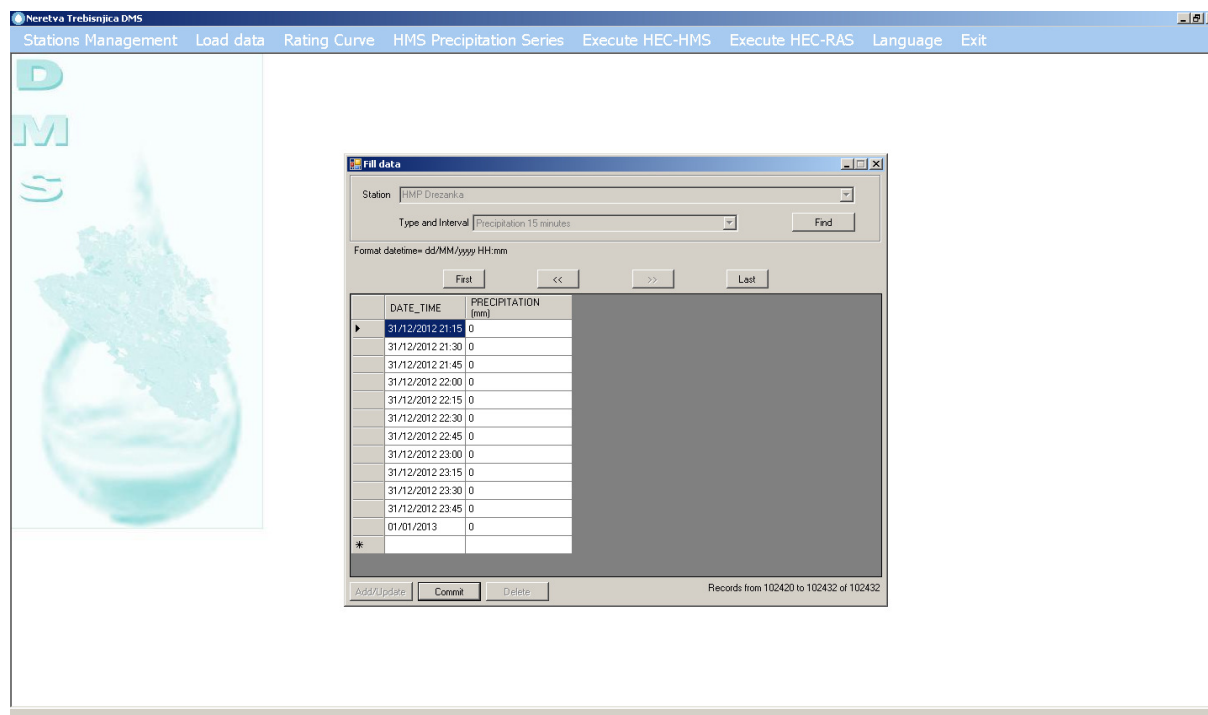 Neretva Trebisnjica DMS
Stations Management Load data Rating Curve HMS Precipitation Series Execute HEC-HMS Execute HEC-RAS Language Exit
D
M
S
Fill data
Station HMP Drezanka
Type and Interval Precipitation 15 minutes Find
Format datetime= dd/MM/yyyy HH:mm
First << >> Last
DATE_TIME PRECIPITATION
(mm)
31/12/2012 21:15 0
31/12/2012 21:30 0
31/12/2012 21:45 0
31/12/2012 22:00 0
31/12/2012 22:15 0
31/12/2012 22:30 0
31/12/2012 22:45 0
31/12/2012 23:00 0
31/12/2012 23:15 0
31/12/2012 23:30 0
31/12/2012 23:45 0
01/01/2013 0
*
Add/Update Commit Delete Records from 102420 to 102432 of 102432